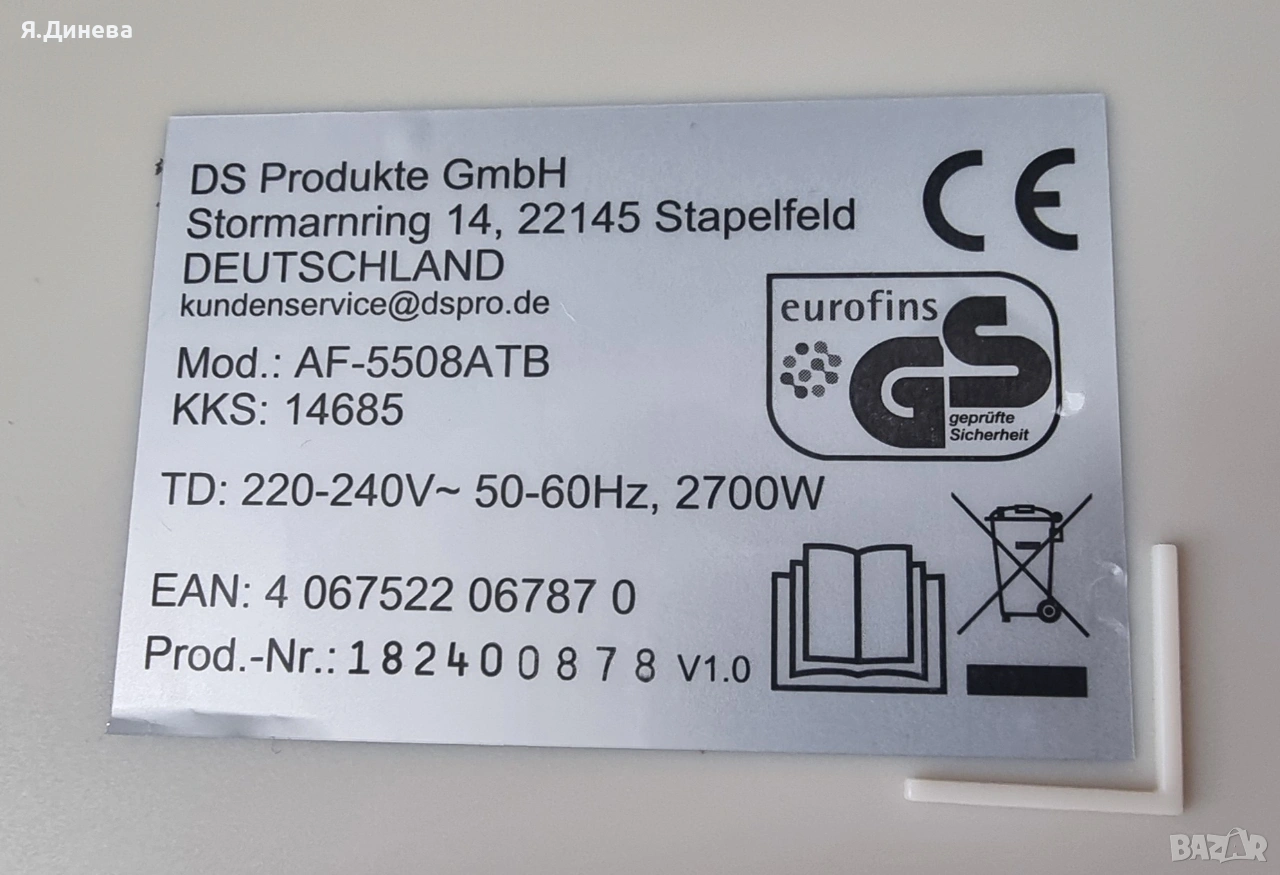 Я.Динева
DS Produkte GmbH
Stormarnring 14, 22145 Stapelfeld
DEUTSCHLAND
kundenservice@dspro.de
Mod.: AF-5508ATB
KKS: 14685
TD: 220-240V~ 50-60Hz, 2700W
EAN: 4 067522 06787 0
Prod.-Nr.: 182400878 V1.0
CE
eurofins
GS
geprüfte
Sicherheit
BAZAR